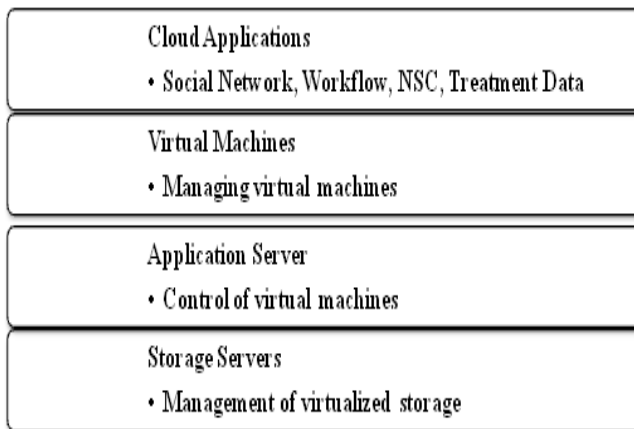 Cloud Applications
• Social Network, Workflow, NSC, Treatment Data
Virtual Machines
• Managing virtual machines
Application Server
• Control of virtual machines
Storage Servers
• Management of virtualized storage